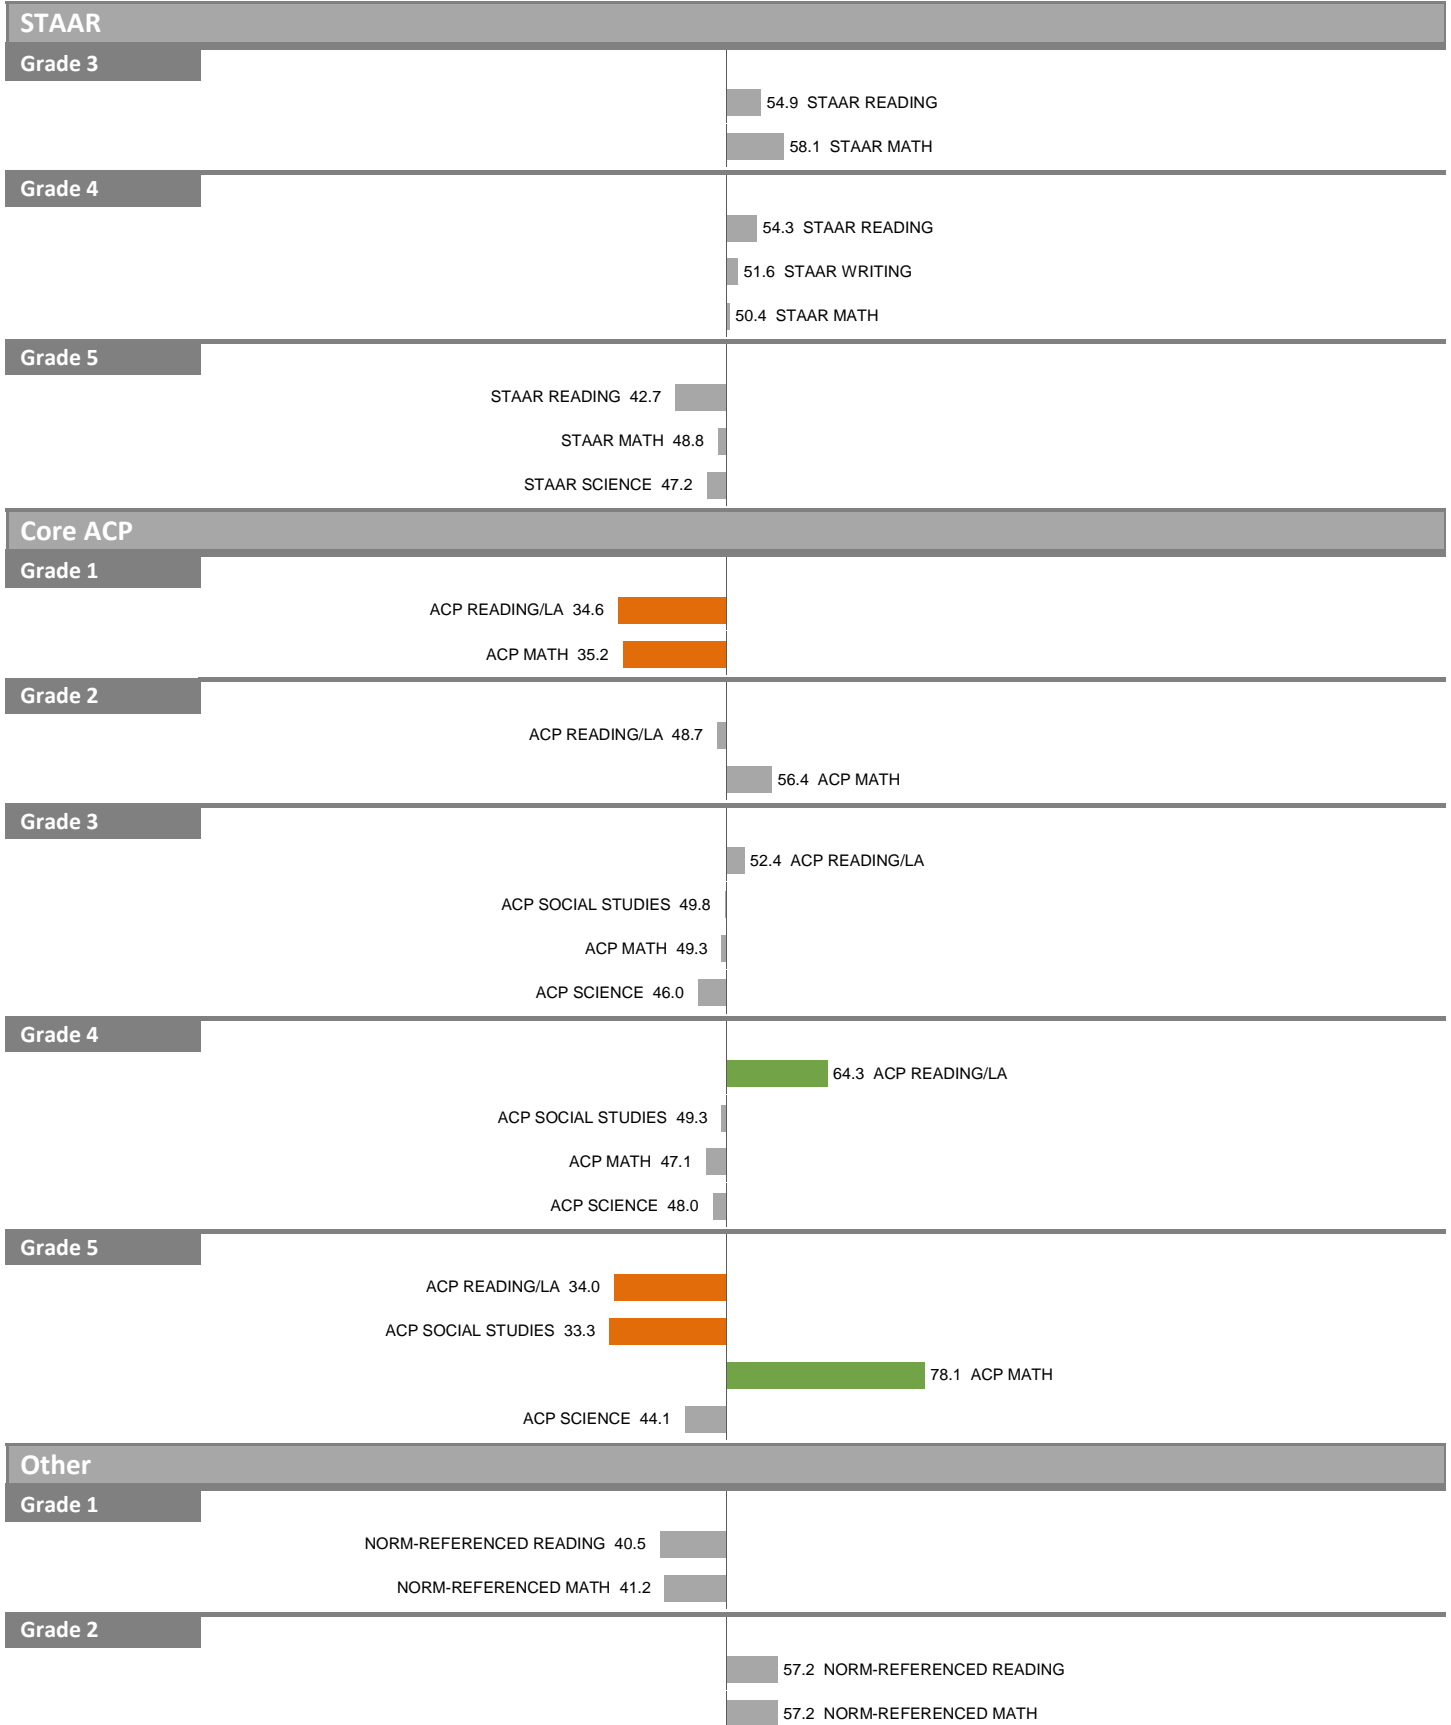 STAAR
Grade 3
54.9 STAAR READING
58.1 STAAR MATH
Grade 4
54.3 STAAR READING
51.6 STAAR WRITING
50.4 STAAR MATH
Grade 5
STAAR READING 42.7
STAAR MATH 48.8
STAAR SCIENCE 47.2
Core ACP
Grade 1
ACP READING/LA 34.6
ACP MATH 35.2
Grade 2
ACP READING/LA 48.7
56.4 ACP MATH
Grade 3
52.4 ACP READING/LA
ACP SOCIAL STUDIES 49.8
ACP MATH 49.3
ACP SCIENCE 46.0
Grade 4
64.3 ACP READING/LA
ACP SOCIAL STUDIES 49.3
ACP MATH 47.1
ACP SCIENCE 48.0
Grade 5
ACP READING/LA 34.0
ACP SOCIAL STUDIES 33.3
78.1 ACP MATH
ACP SCIENCE 44.1
Other
Grade 1
NORM-REFERENCED READING 40.5
NORM-REFERENCED MATH 41.2
Grade 2
57.2 NORM-REFERENCED READING
57.2 NORM-REFERENCED MATH